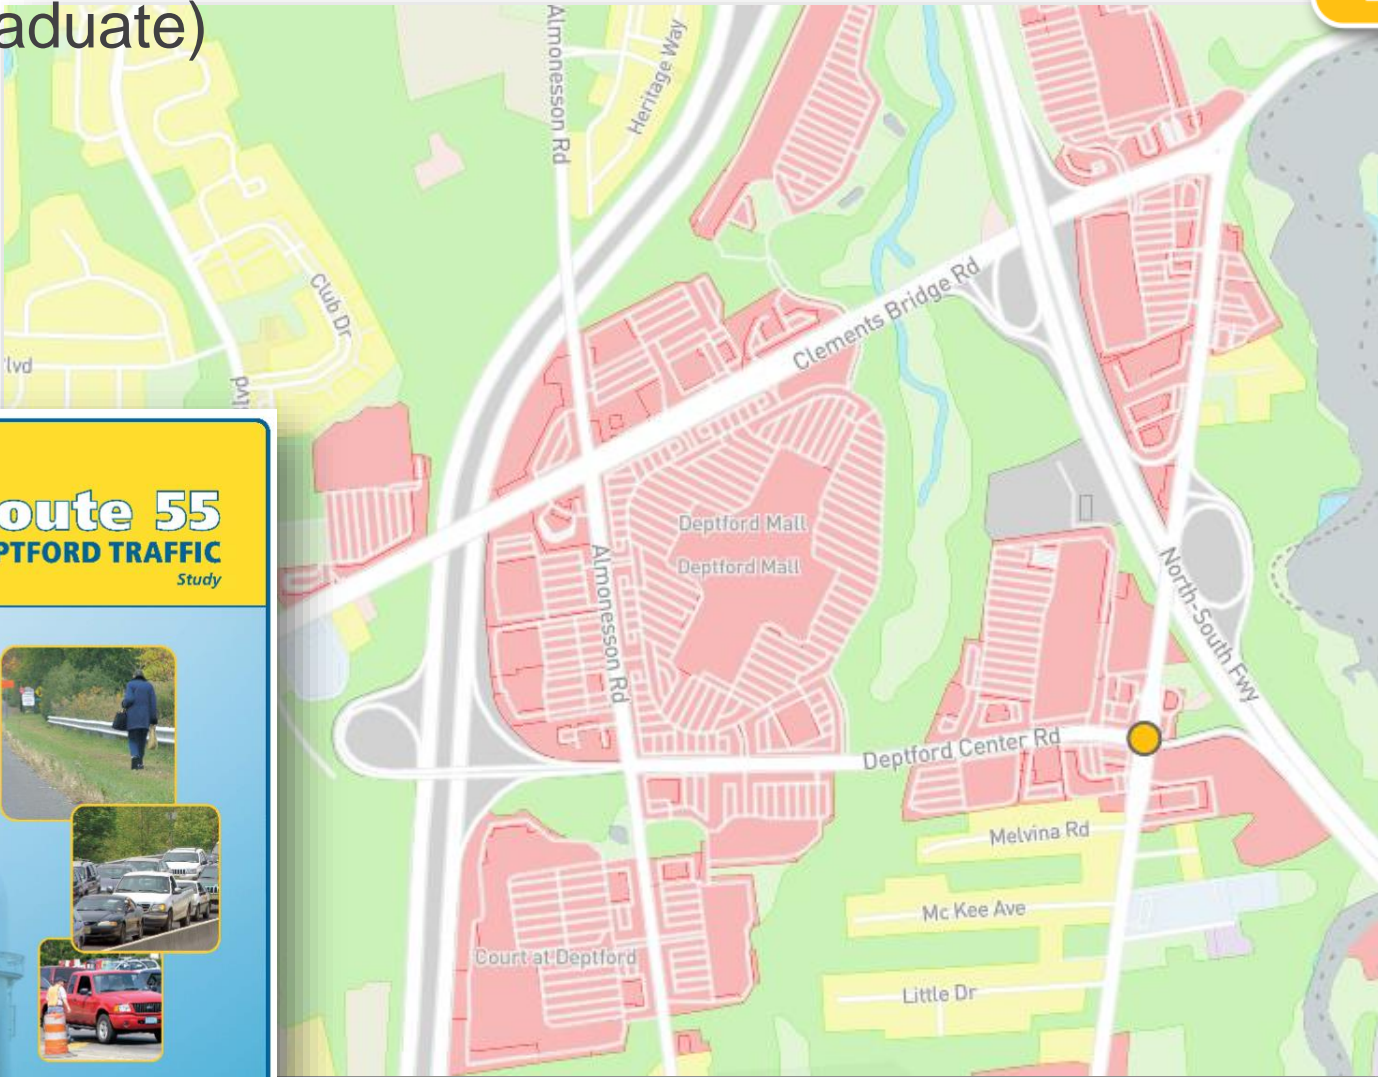 aduate)
Almonesson Rd
Heritage Way
Club Dr
Clements Bridge Rd
lvd
lvd
oute 55
PTFORD TRAFFIC
Study
Deptford Mall
Deptford Mall
Almonesson Rd
North-South Fwy
Deptford Center Rd
Melvina Rd
Mc Kee Ave
Court at Deptford
Little Dr